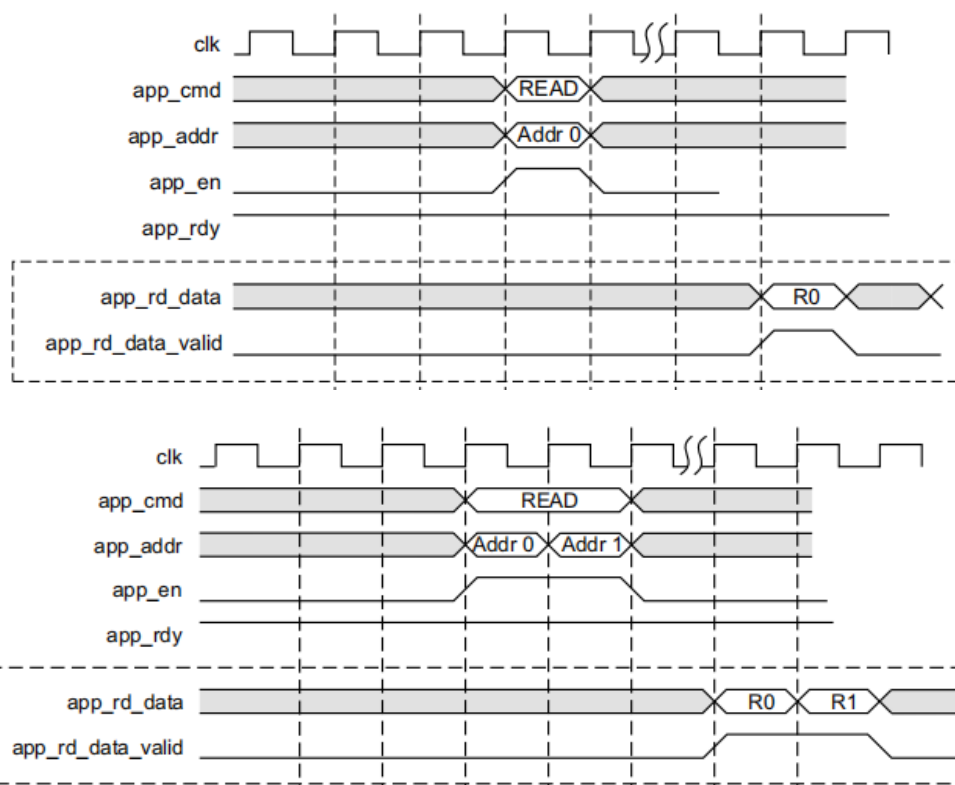 clk
app_cmd READ
app_addr Addr 0
app_en
app_rdy
app_rd_data R0
app_rd_data_valid
clk
app_cmd READ
app_addr Addr 0 Addr 1
app_en
app_rdy
app_rd_data R0 R1
app_rd_data_valid